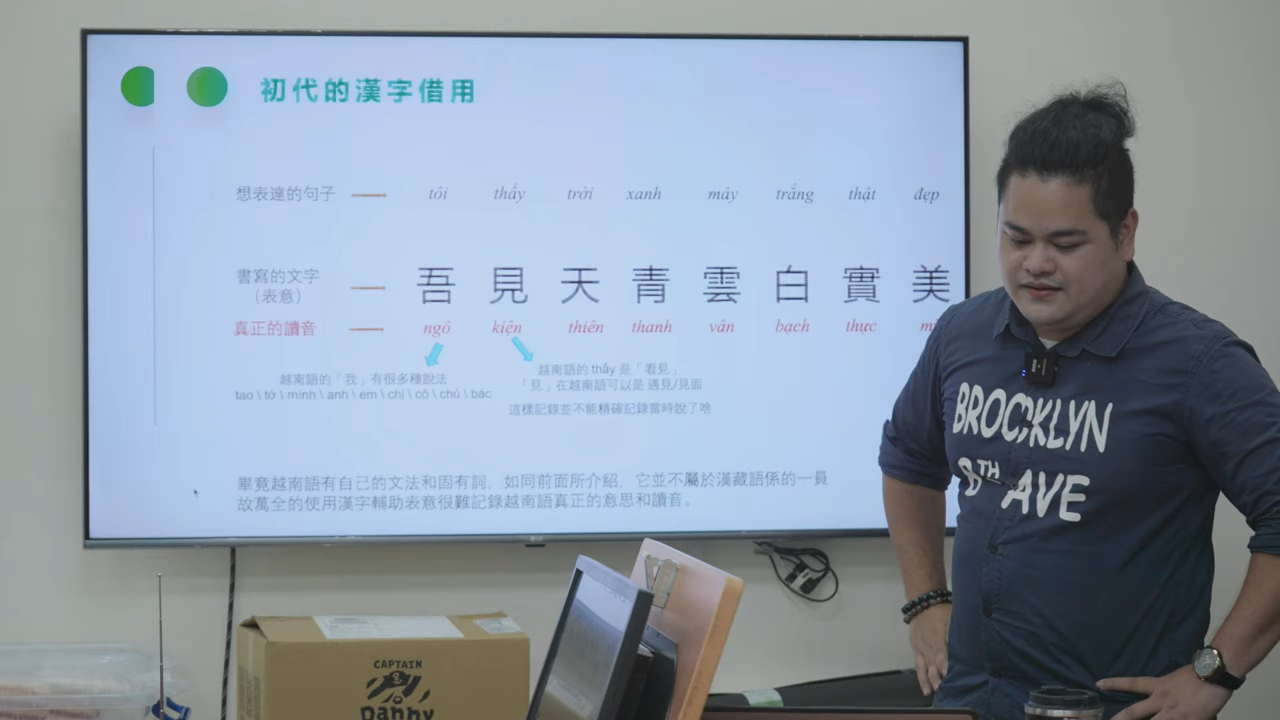 初代的漢字借用
想表達的句子 tôi thấy trời xanh mây trắng thật đẹp
書寫的文字
（表意）
吾見天青雲白實美
真正的讀音 ngô kiện thiên thanh vân bạch thực
越南語的「我」有很多種說法
tao \ tớ \ mình \ anh \ em \ chị \ cô \ chú \ bác
越南語的 thấy 是「看見」
「見」在越南語可以是 遇見/見面
這樣記錄並不能精確記錄當時說了啥
畢竟越南語有自己的文法和固有詞，如同前面所介紹，它並不屬於漢藏語係的一員
故萬全的使用漢字輔助表意很難記錄越南語真正的意思和讀音。
BROOKLYN
8TH AVE
CAPTAIN
Danny